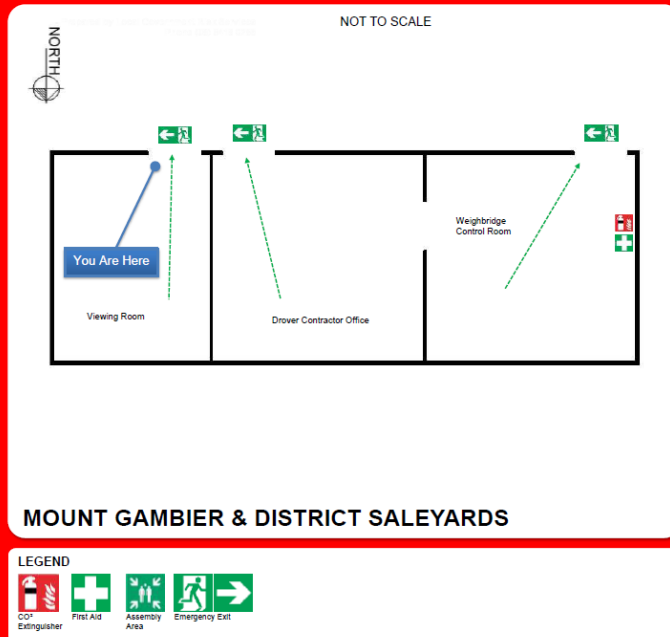 NOT TO SCALE
NORTH
Weighbridge
Control Room
You Are Here
Viewing Room
Drover Contractor Office
MOUNT GAMBIER & DISTRICT SALEYARDS
LEGEND
CO³
Extinguisher
First Aid
Assembly
Area
Emergency Exit